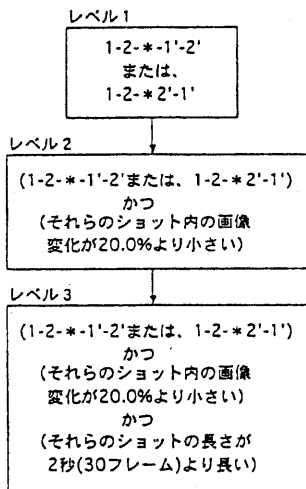 レベル1
1-2-*-1'-2'
または、
1-2-*2'-1'
レベル2
(1-2-*-1'-2'または、1-2-*2'-1')
かつ
(それらのショット内の画像
変化が20.0%より小さい)
レベル3
(1-2-*-1'-2'または、1-2-*2'-1')
かつ
(それらのショット内の画像
変化が20.0%より小さい)
かつ
(それらのショットの長さが
2秒(30フレーム)より長い)